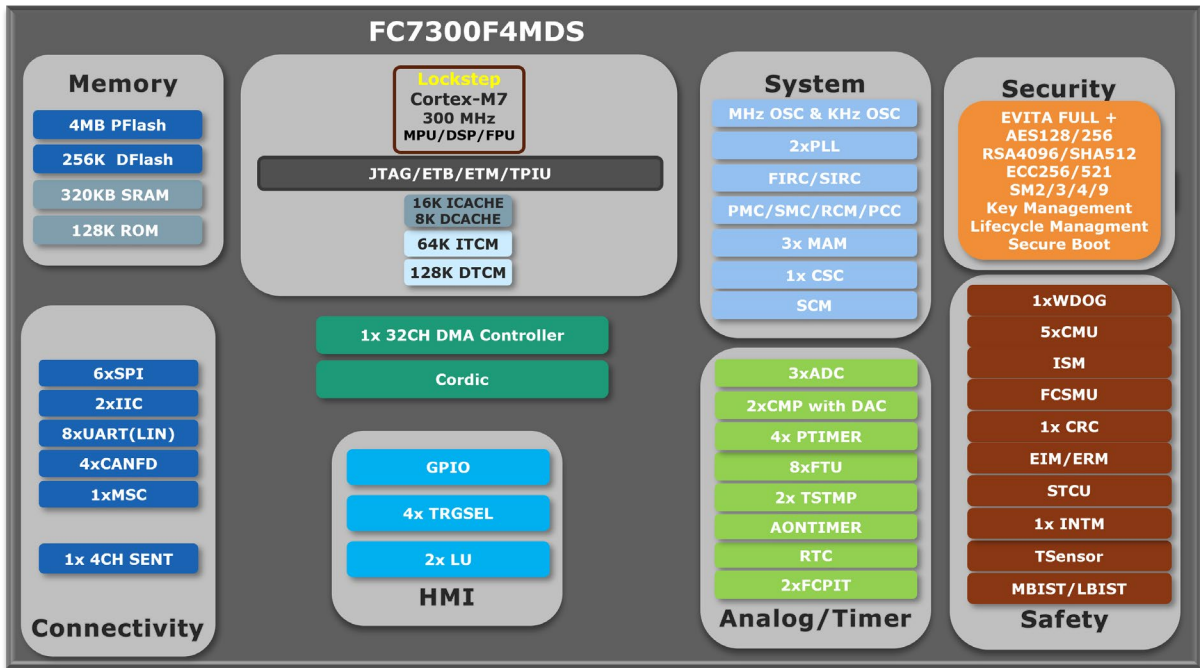 FC7300F4MDS
Memory
4MB PFlash
256K DFlash
320KB SRAM
128K ROM
Lockstep
Cortex-M7
300 MHz
MPU/DSP/FPU
JTAG/ETB/ETM/TPIU
16K ICACHE
8K DCACHE
64K ITCM
128K DTCM
System
MHz OSC & KHz OSC
2xPLL
FIRC/SIRC
PMC/SMC/RCM/PCC
3x MAM
1x CSC
SCM
Security
EVITA FULL +
AES128/256
RSA4096/SHA512
ECC256/521
SM2/3/4/9
Key Management
Lifecycle Managment
Secure Boot
6xSPI
2xIIC
8xUART(LIN)
4xCANFD
1xMSC
1x 4CH SENT
Connectivity
1x 32CH DMA Controller
Cordic
GPIO
4x TRGSEL
2x LU
HMI
3xADC
2xCMP with DAC
4x PTIMER
8xFTU
2x TSTMP
AONTIMER
RTC
2xFCPIT
Analog/Timer
1xWDOG
5xCMU
ISM
FCSMU
1x CRC
EIM/ERM
STCU
1x INTM
TSensor
MBIST/LBIST
Safety